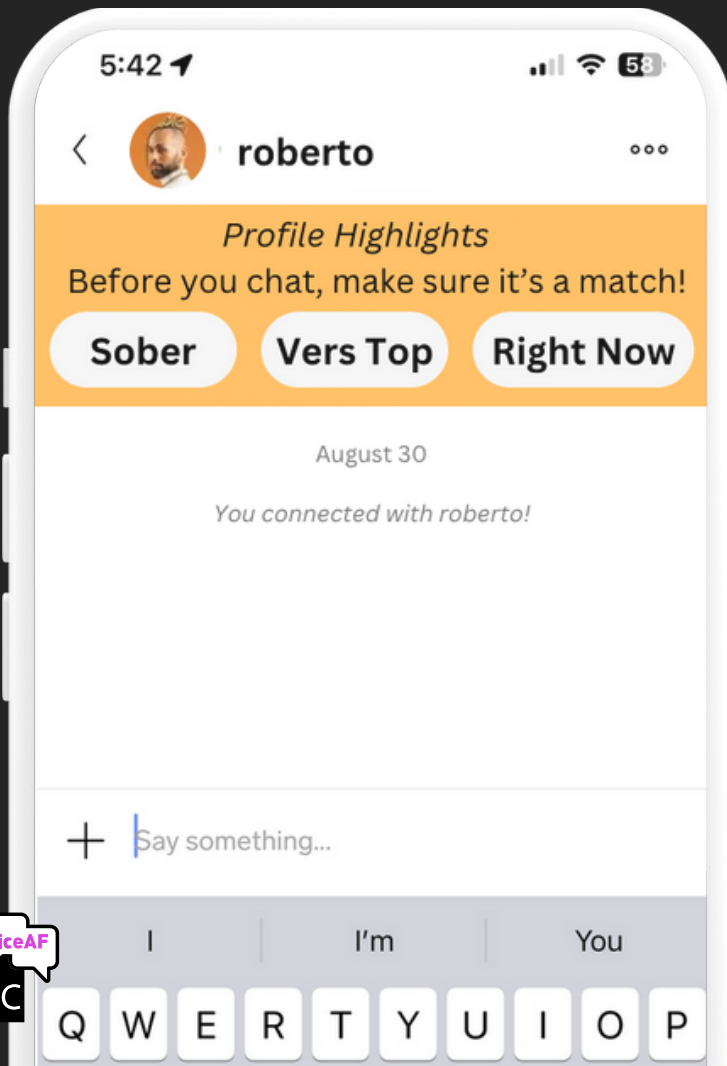 5:42
58
roberto
Profile Highlights
Before you chat, make sure it's a match!
Sober Vers Top Right Now
August 30
You connected with roberto!
Say something...
I I'm You
iceAF
C
Q W E R T Y U I O P